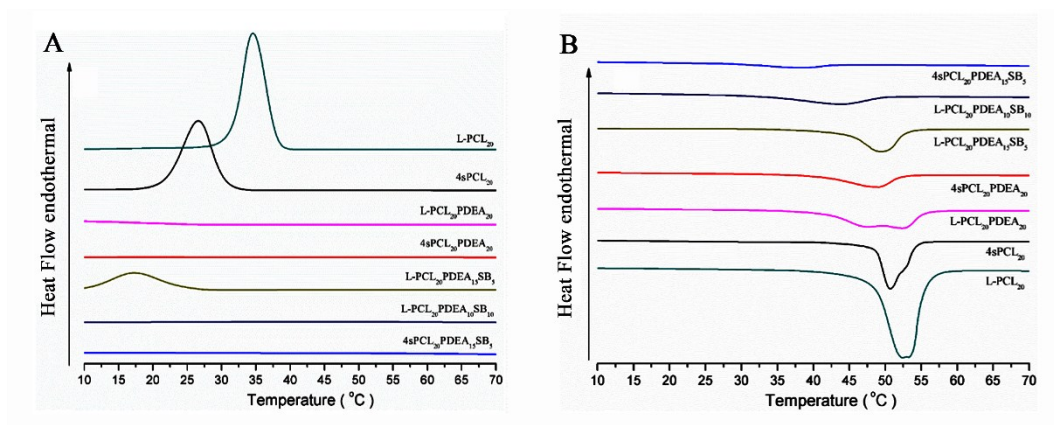 A
Heat Flow endothermal
L-PCL₂₀
4sPCL₂₀
L-PCL₂₀PDEA₂₀
4sPCL₂₀PDEA₂₀
L-PCL₂₀PDEA₁₅SB₅
L-PCL₂₀PDEA₁₀SB₁₀
4sPCL₂₀PDEA₁₅SB₅
10 15 20 25 30 35 40 45 50 55 60 65 70
Temperature ( °C )
B
Heat Flow endothermal
4sPCL₂₀PDEA₁₅SB₅
L-PCL₂₀PDEA₁₀SB₁₀
L-PCL₂₀PDEA₁₅SB₅
4sPCL₂₀PDEA₂₀
L-PCL₂₀PDEA₂₀
4sPCL₂₀
L-PCL₂₀
10 15 20 25 30 35 40 45 50 55 60 65 70
Temperature ( °C )